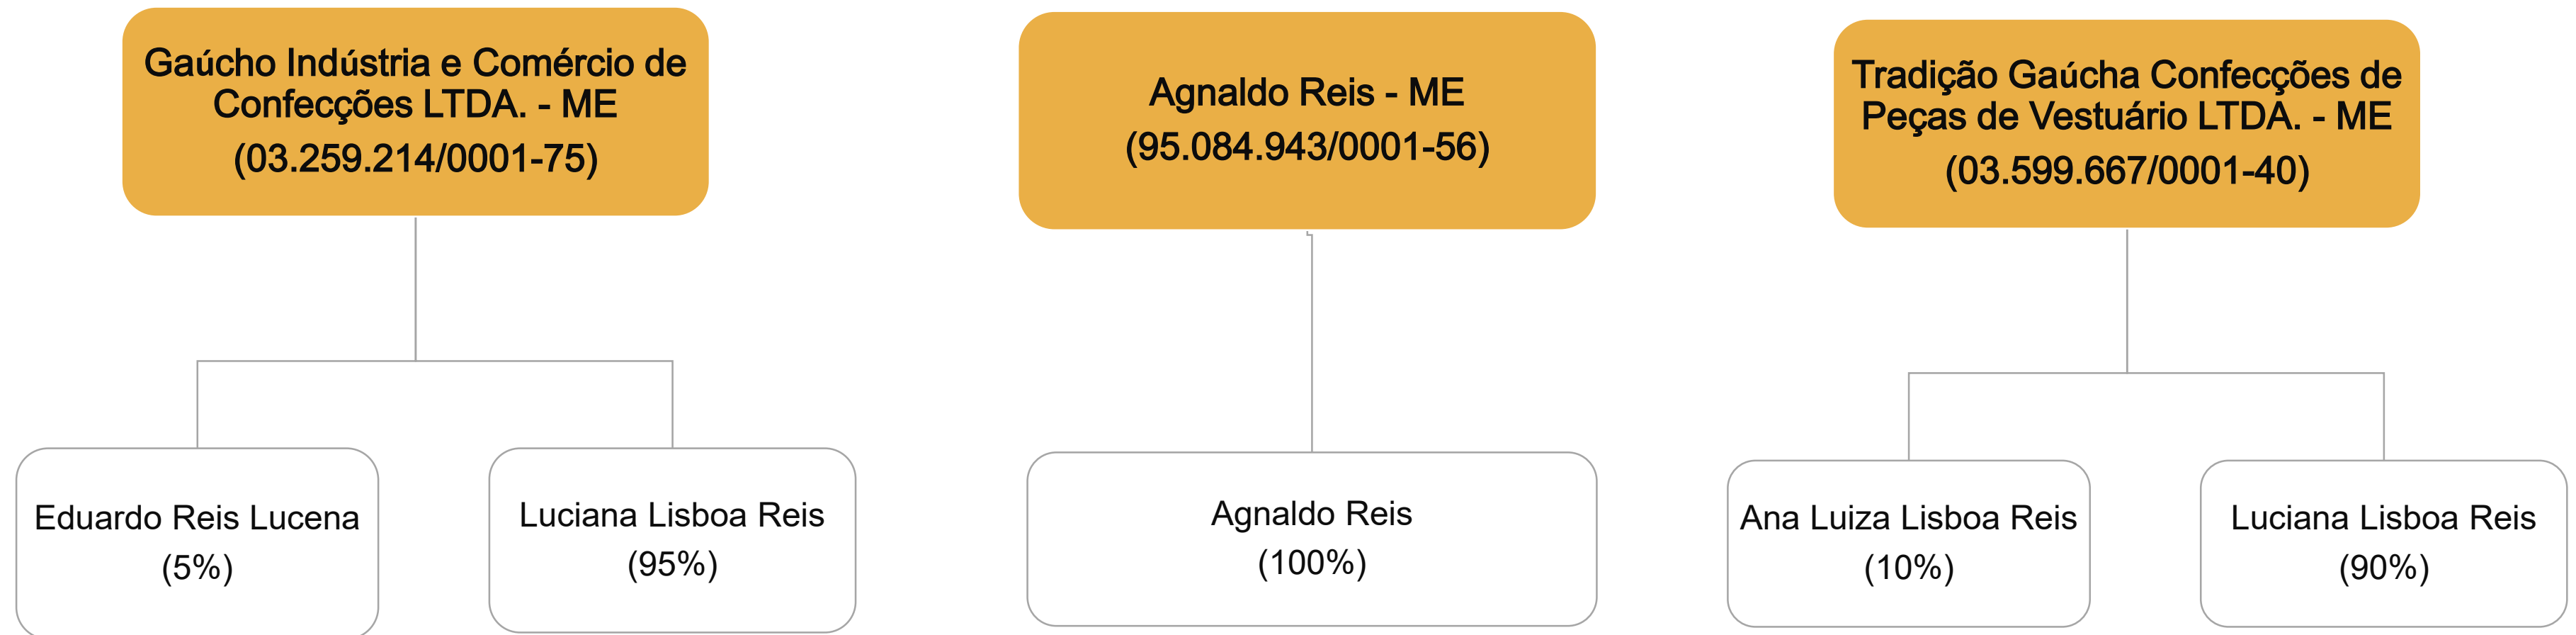 Gaúcho Indústria e Comércio de
Confecções LTDA. - ME
(03.259.214/0001-75)
Agnaldo Reis - ME
(95.084.943/0001-56)
Tradição Gaúcha Confecções de
Peças de Vestuário LTDA. - ME
(03.599.667/0001-40)
Eduardo Reis Lucena
(5%)
Luciana Lisboa Reis
(95%)
Agnaldo Reis
(100%)
Ana Luiza Lisboa Reis
(10%)
Luciana Lisboa Reis
(90%)